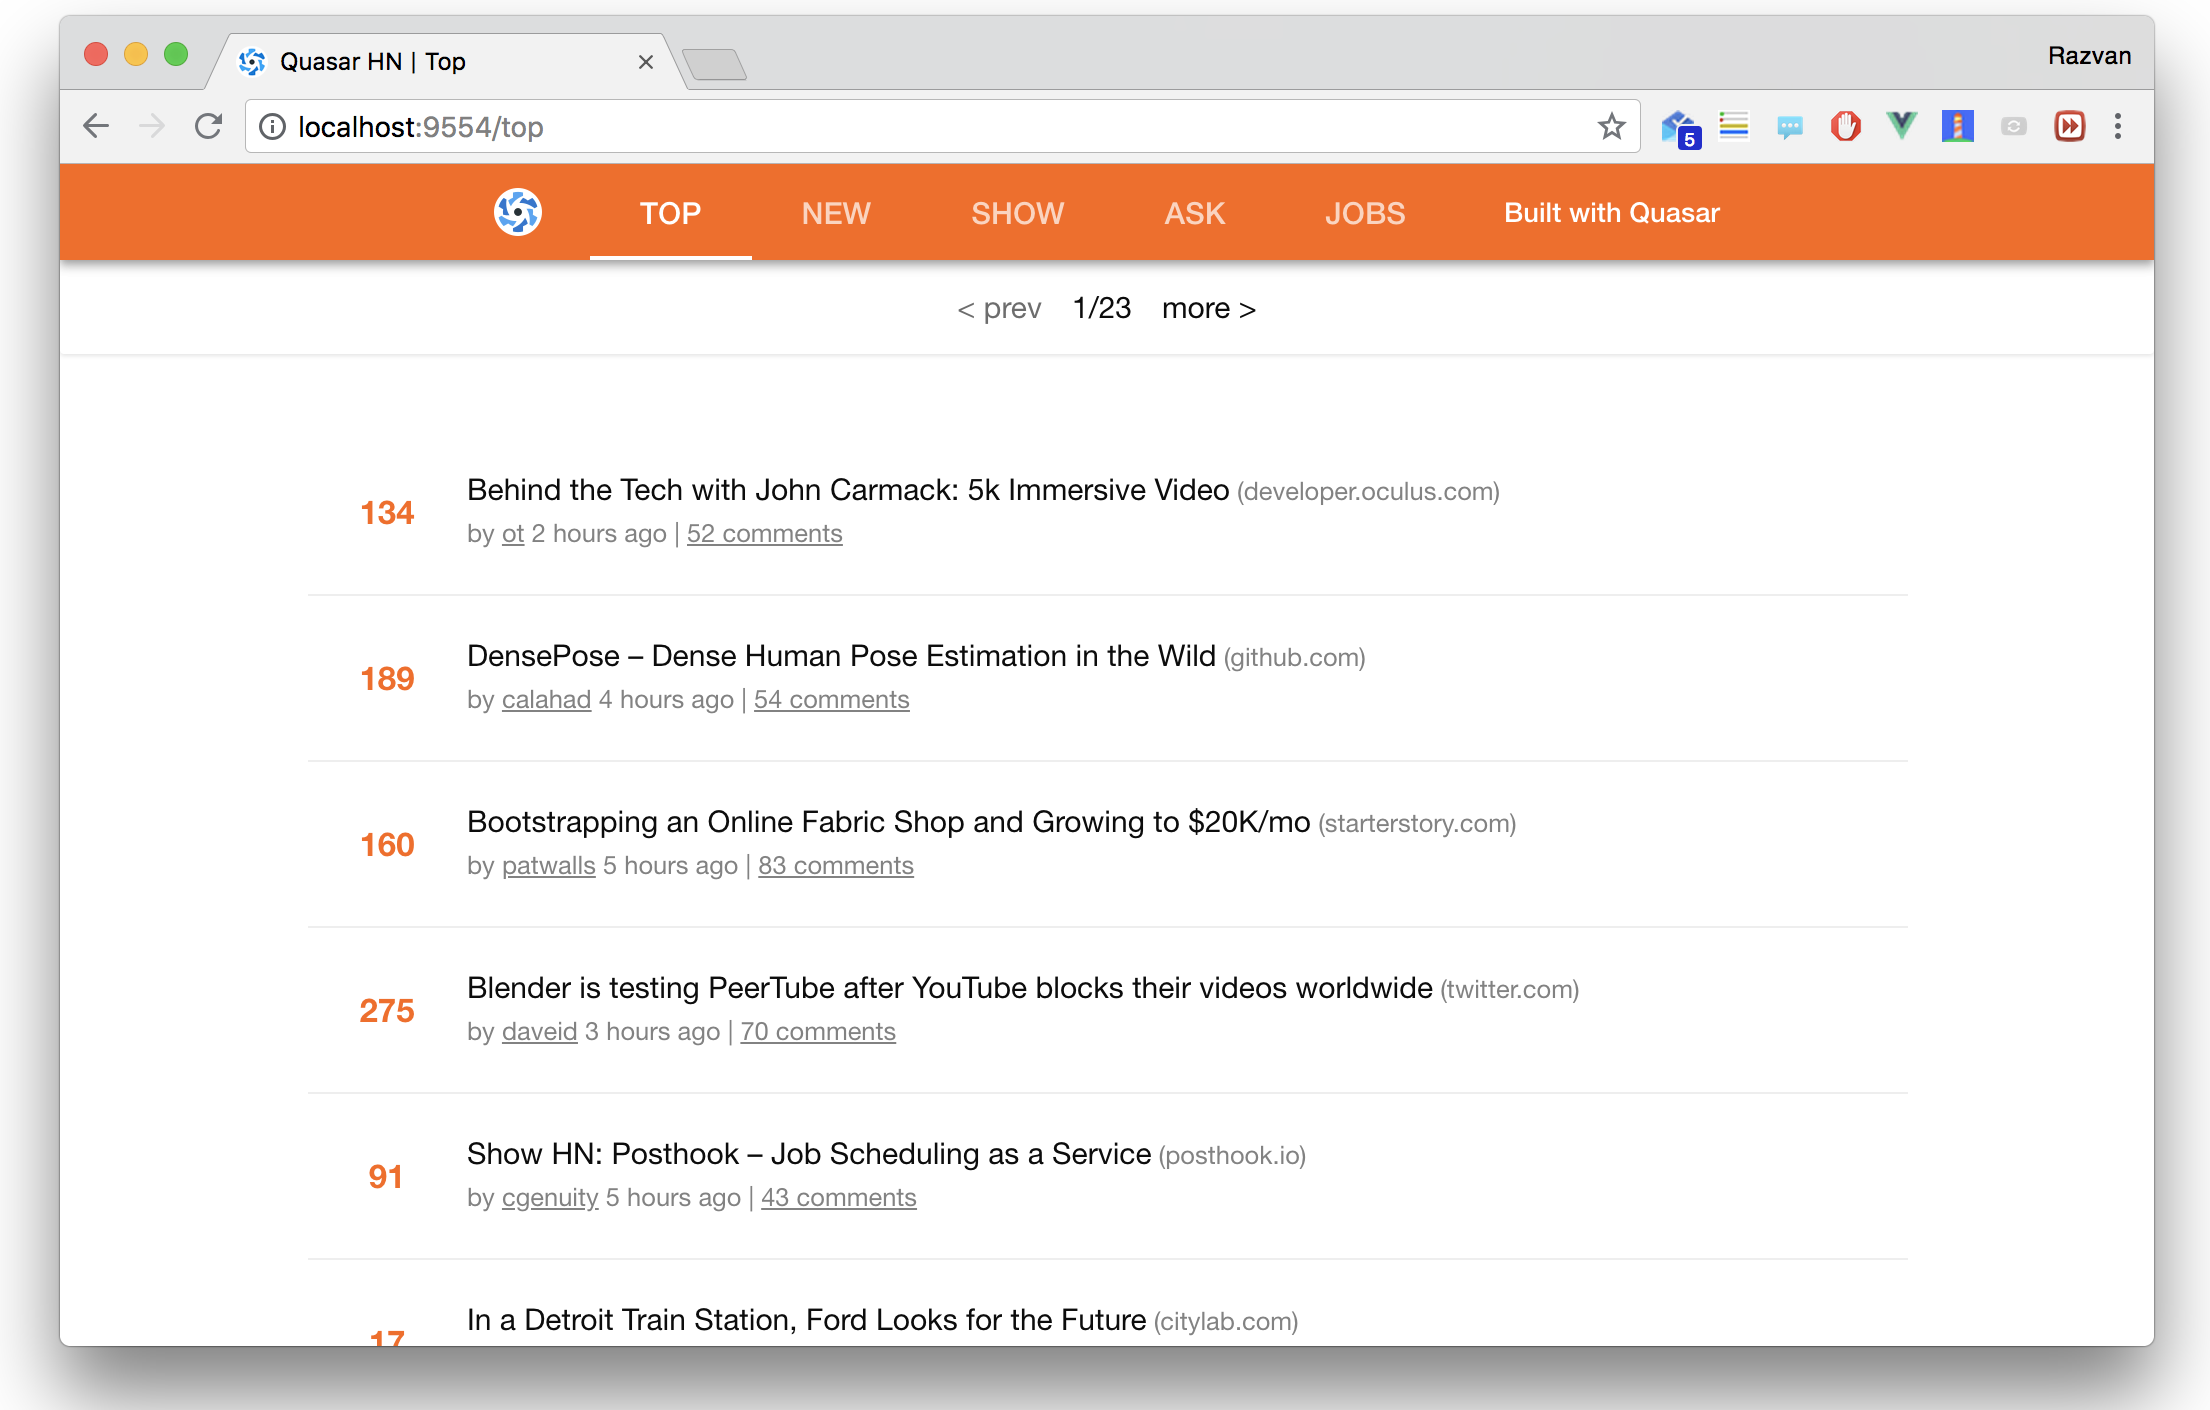 Quasar HN | Top
Razvan
localhost:9554/top
5
TOP NEW SHOW ASK JOBS Built with Quasar
< prev 1/23 more >
134
Behind the Tech with John Carmack: 5k Immersive Video (developer.oculus.com)
by ot 2 hours ago | 52 comments
189
DensePose – Dense Human Pose Estimation in the Wild (github.com)
by calahad 4 hours ago | 54 comments
160
Bootstrapping an Online Fabric Shop and Growing to $20K/mo (starterstory.com)
by patwalls 5 hours ago | 83 comments
275
Blender is testing PeerTube after YouTube blocks their videos worldwide (twitter.com)
by daveid 3 hours ago | 70 comments
91
Show HN: Posthook – Job Scheduling as a Service (posthook.io)
by cgenuity 5 hours ago | 43 comments
17
In a Detroit Train Station, Ford Looks for the Future (citylab.com)